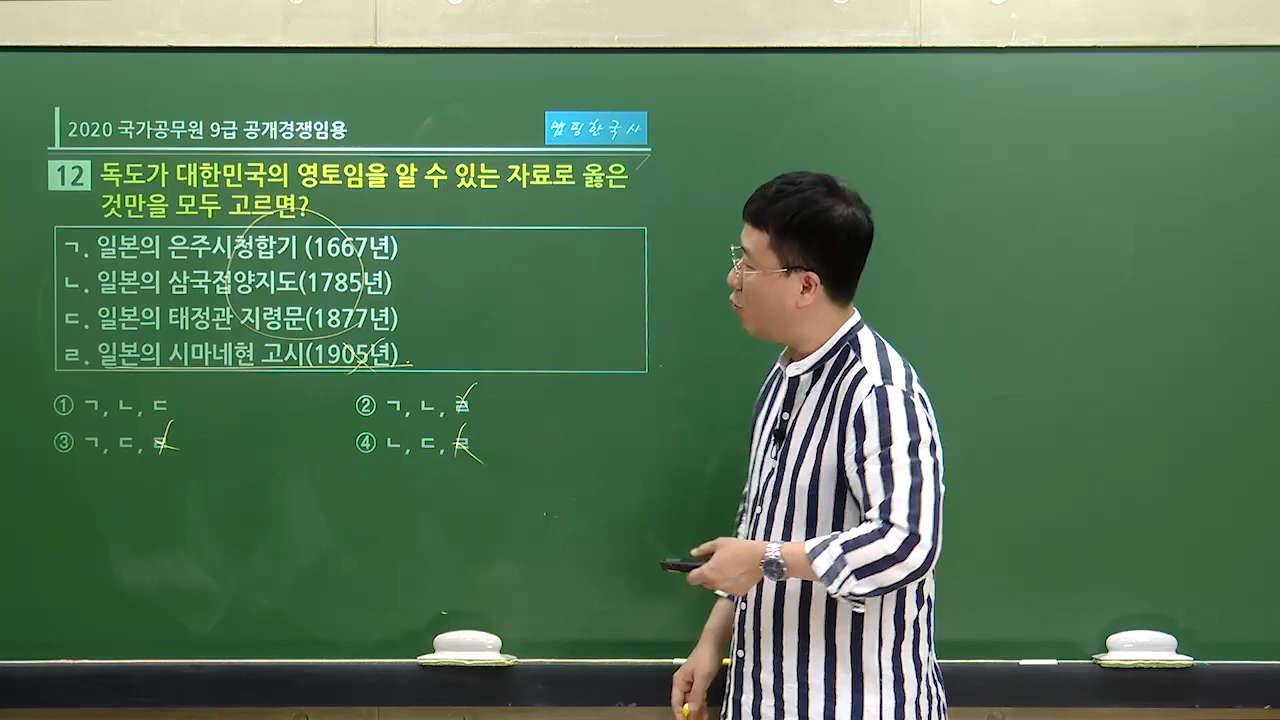 2020 국가공무원 9급 공개경쟁임용
맵핑한국사
12 독도가 대한민국의 영토임을 알 수 있는 자료로 옳은
것만을 모두 고르면?
ㄱ. 일본의 은주시청합기 (1667년)
ㄴ. 일본의 삼국접양지도(1785년)
ㄷ. 일본의 태정관 지령문(1877년)
ㄹ. 일본의 시마네현 고시(1905년)
① ㄱ, ㄴ, ㄷ ② ㄱ, ㄴ, ㄹ
③ ㄱ, ㄷ, ㄹ ④ ㄴ, ㄷ, ㄹ